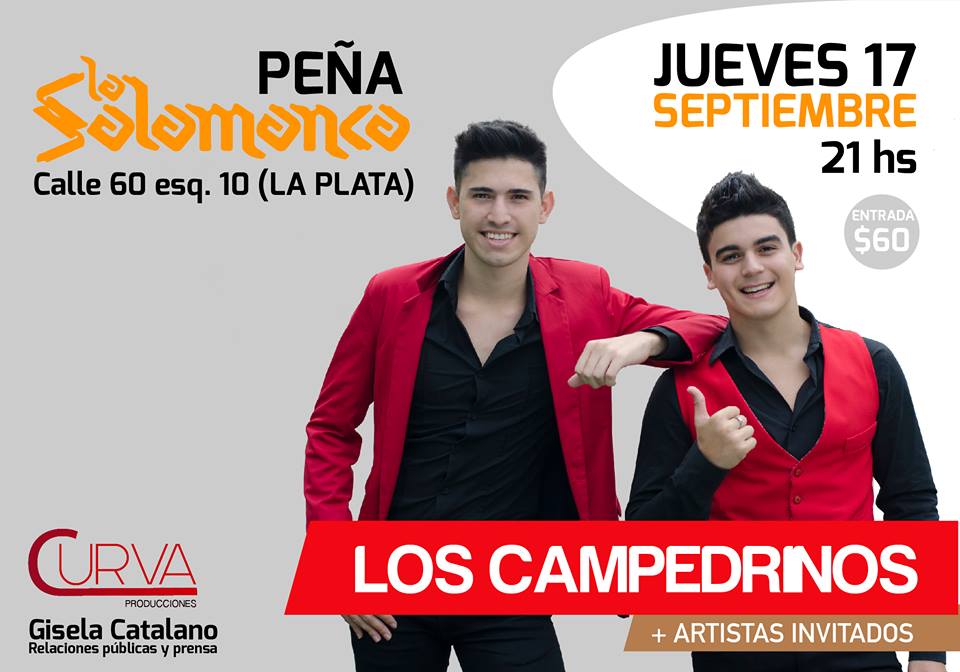 PEÑA
la Salamanca
Calle 60 esq. 10 (LA PLATA)
JUEVES 17
SEPTIEMBRE
21 hs
ENTRADA
$60
LOS CAMPEDRINOS
+ ARTISTAS INVITADOS
CURVA
PRODUCCIONES
Gisela Catalano
Relaciones públicas y prensa